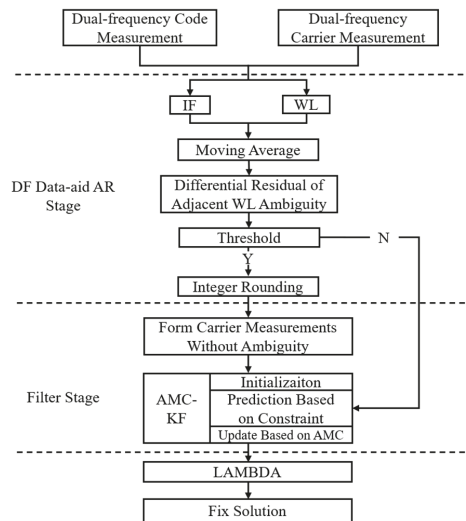 Dual-frequency Code
Measurement
Dual-frequency
Carrier Measurement
IF
WL
Moving Average
DF Data-aid AR
Stage
Differential Residual of
Adjacent WL Ambiguity
Threshold
N
Y
Integer Rounding
Form Carrier Measurements
Without Ambiguity
Filter Stage
AMC-
KF
Initializaiton
Prediction Based
on Constraint
Update Based on AMC
LAMBDA
Fix Solution